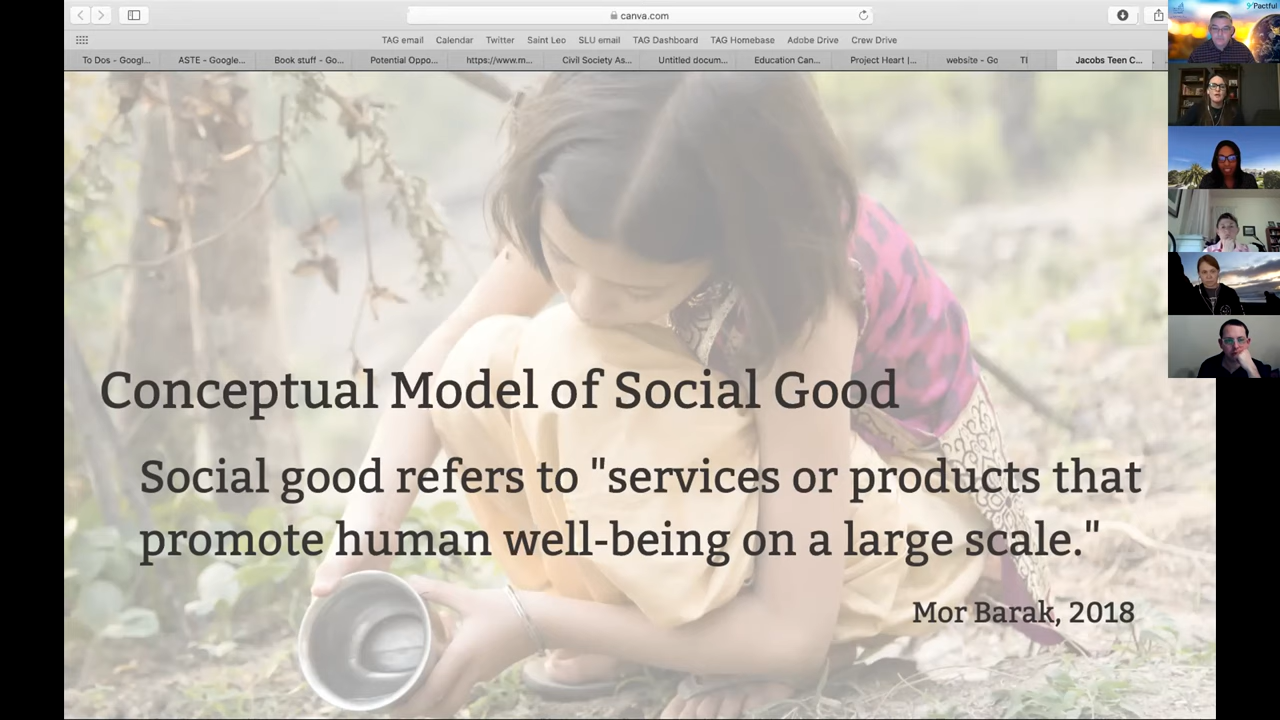 canva.com
TAG email Calendar Twitter Saint Leo SLU email TAG Dashboard TAG Homebase Adobe Drive Crew Drive
To Dos - Googl... ASTE - Google... Book stuff - Go... Potential Oppo... https://www.m... Civil Society As... Untitled docum... Education Can... Project Heart |... website - Go TI Jacobs Teen C...
Pactful
Conceptual Model of Social Good
Social good refers to "services or products that
promote human well-being on a large scale."
Mor Barak, 2018